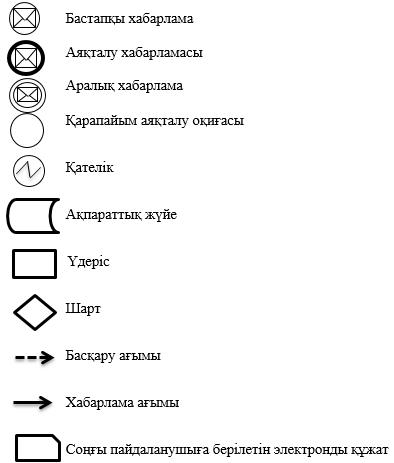 Бастапқы хабарлама
Аяқталу хабарламасы
Аралық хабарлама
Қарапайым аяқталу оқиғасы
Қателік
Ақпараттық жүйе
Үдеріс
Шарт
Басқару ағымы
Хабарлама ағымы
Соңғы пайдаланушыға берілетін электронды құжат